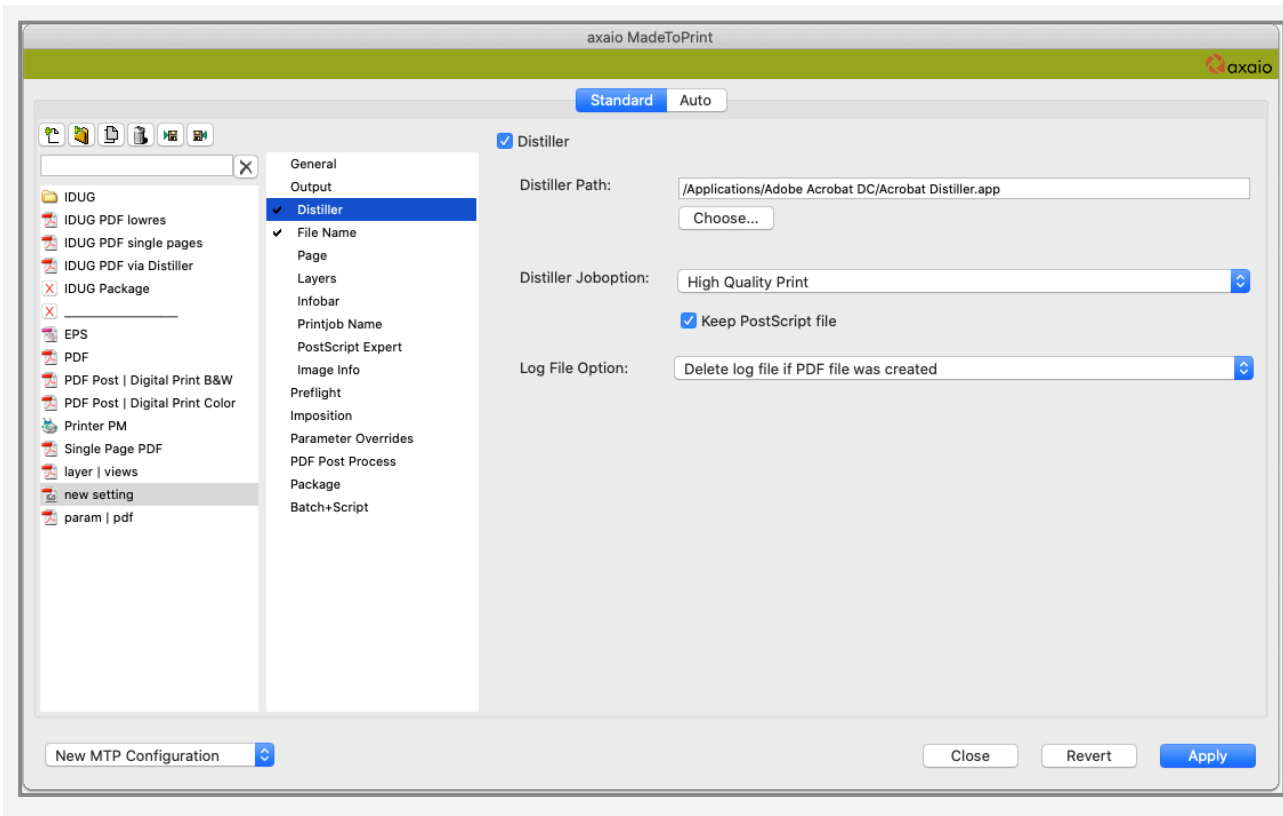 axaio MadeToPrint
axaio
Standard
Auto
IDUG
IDUG PDF lowres
IDUG PDF single pages
IDUG PDF via Distiller
IDUG Package
_________________
EPS
PDF
PDF Post | Digital Print B&W
PDF Post | Digital Print Color
Printer PM
Single Page PDF
layer | views
new setting
param | pdf
General
Output
Distiller
File Name
Page
Layers
Infobar
Printjob Name
PostScript Expert
Image Info
Preflight
Imposition
Parameter Overrides
PDF Post Process
Package
Batch+Script
Distiller
Distiller Path:
/Applications/Adobe Acrobat DC/Acrobat Distiller.app
Choose...
Distiller Joboption:
High Quality Print
Keep PostScript file
Log File Option:
Delete log file if PDF file was created
New MTP Configuration
Close
Revert
Apply